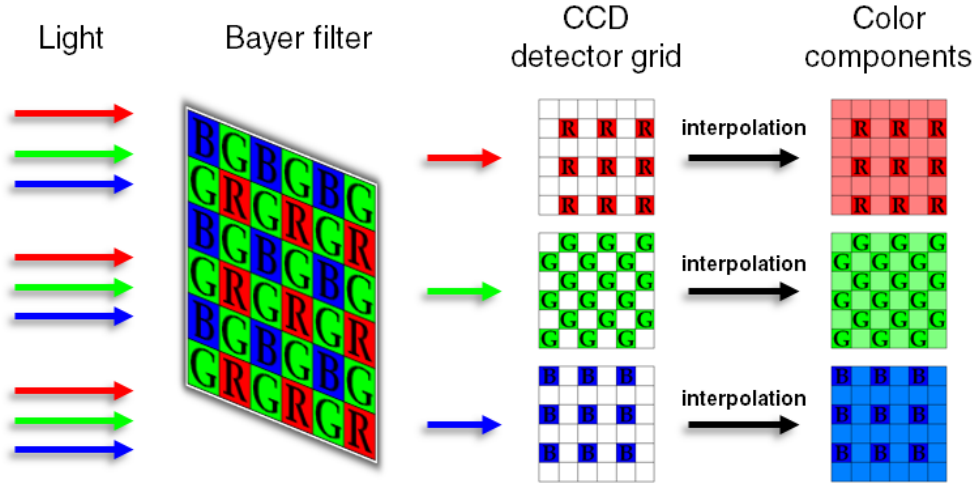 Light
Bayer filter
CCD
detector grid
Color
components
B G B G B G
G R G R G R
B G B G B G
G R G R G R
B G B G B G
G R G R G R
R R R
R R R
R R R
interpolation
R R R
R R R
R R R
G G G
G G G
G G G
G G G
G G G
G G G
interpolation
G G G
G G G
G G G
G G G
G G G
G G G
B B B
B B B
B B B
interpolation
B B B
B B B
B B B